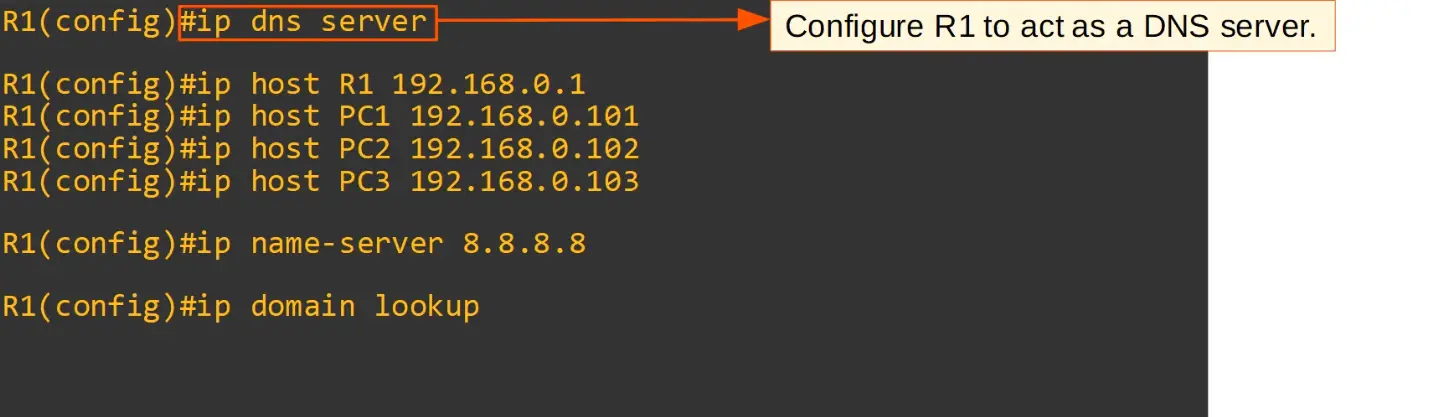 R1(config)#ip dns server
Configure R1 to act as a DNS server.
R1(config)#ip host R1 192.168.0.1
R1(config)#ip host PC1 192.168.0.101
R1(config)#ip host PC2 192.168.0.102
R1(config)#ip host PC3 192.168.0.103
R1(config)#ip name-server 8.8.8.8
R1(config)#ip domain lookup